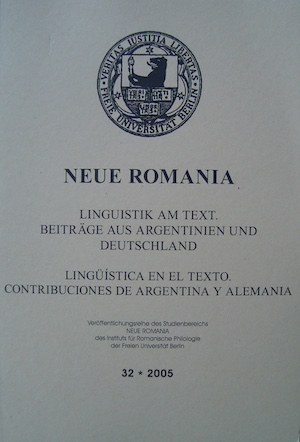 VERITAS IUSTITIA LIBERTAS
FREIE UNIVERSITÄT BERLIN
NEUE ROMANIA
LINGUISTIK AM TEXT.
BEITRÄGE AUS ARGENTINIEN UND
DEUTSCHLAND
LINGÜÍSTICA EN EL TEXTO.
CONTRIBUCIONES DE ARGENTINA Y ALEMANIA
Veröffentlichungsreihe des Studienbereichs
NEUE ROMANIA
des Instituts für Romanische Philologie
der Freien Universität Berlin
32 * 2005